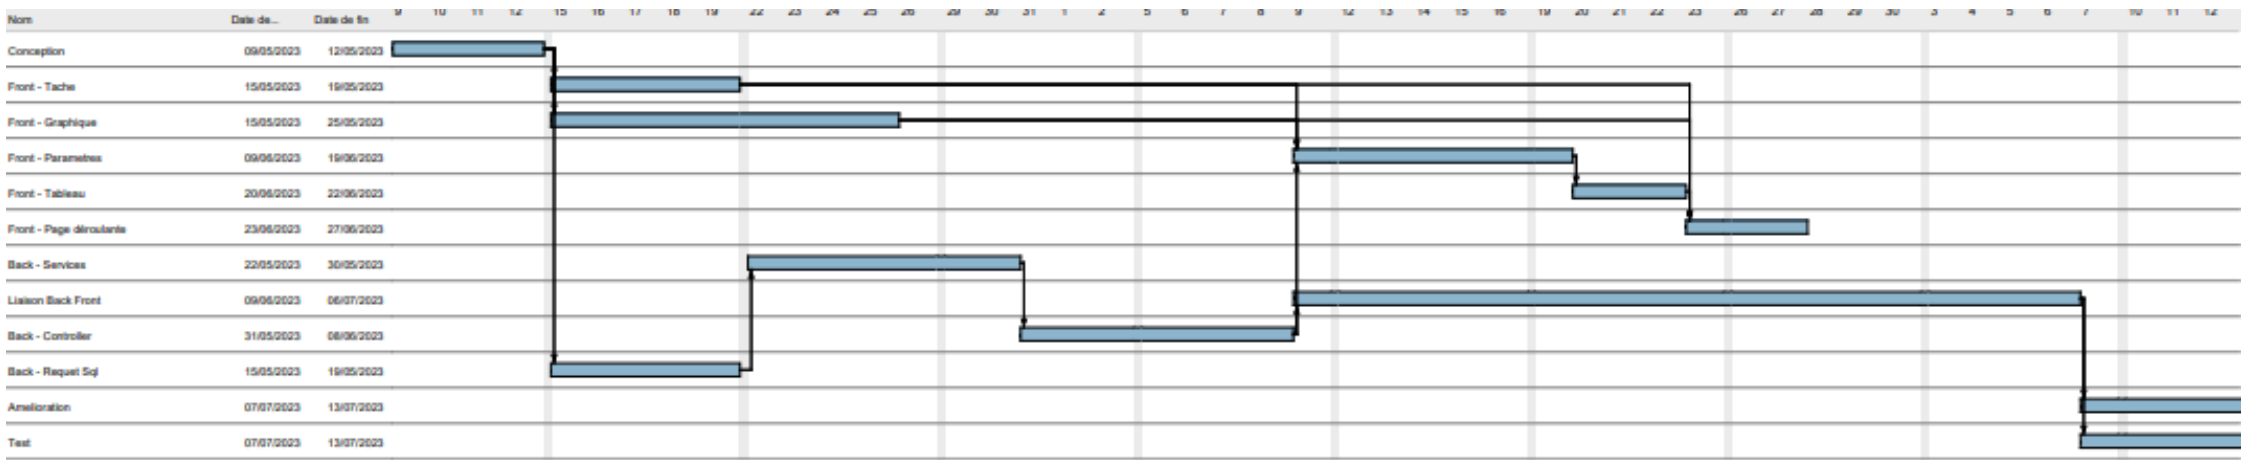 Nom Date de... Date de fin 9 10 11 12 15 16 17 18 19 22 23 24 25 26 29 30 31 1 2 5 6 7 8 9 12 13 14 15 16 19 20 21 22 23 26 27 28 29 30 3 4 5 6 7 10 11 12
Conception 09/05/2023 12/05/2023
Front - Tache 15/05/2023 19/05/2023
Front - Graphique 15/05/2023 25/05/2023
Front - Parametres 09/06/2023 19/06/2023
Front - Tableau 20/06/2023 22/06/2023
Front - Page déroulante 23/06/2023 27/06/2023
Back - Services 22/05/2023 30/05/2023
Liaison Back Front 09/06/2023 06/07/2023
Back - Controller 31/05/2023 08/06/2023
Back - Requet Sql 15/05/2023 19/05/2023
Amelioration 07/07/2023 13/07/2023
Test 07/07/2023 13/07/2023